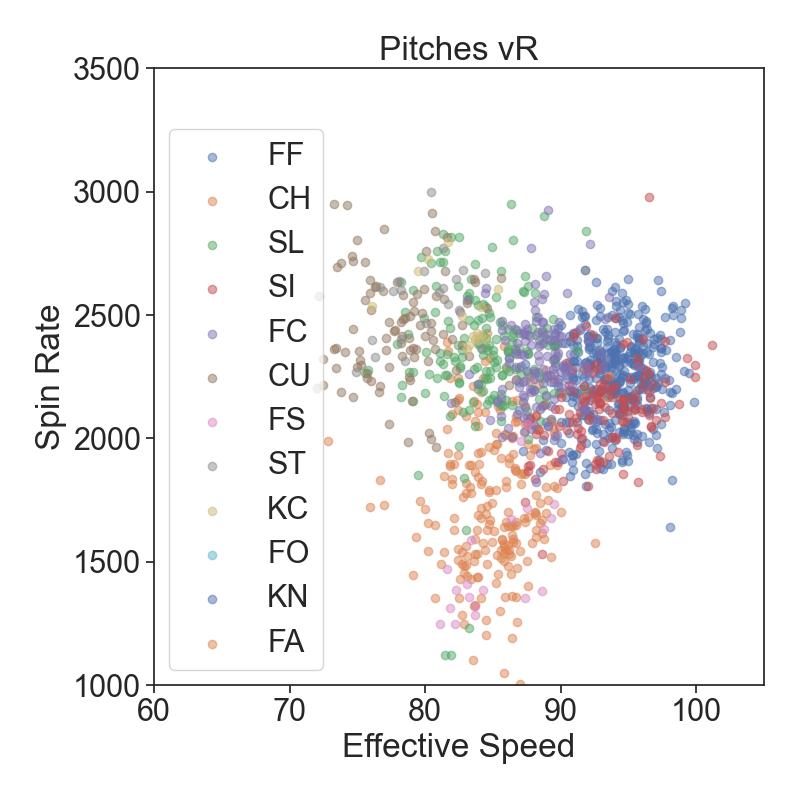 Pitches vR
3500
3000
2500
2000
1500
1000
Spin Rate
FF
CH
SL
SI
FC
CU
FS
ST
KC
FO
KN
FA
60 70 80 90 100
Effective Speed